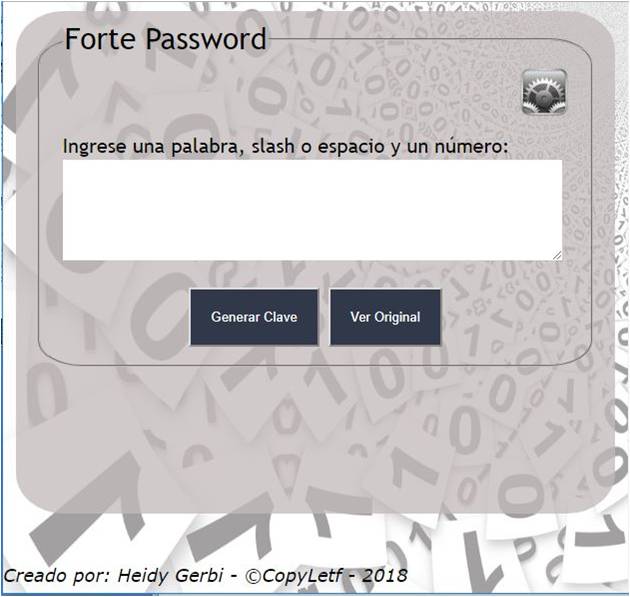 Forte Password
Ingrese una palabra, slash o espacio y un número:
Generar Clave
Ver Original
Creado por: Heidy Gerbi - ©CopyLetf - 2018